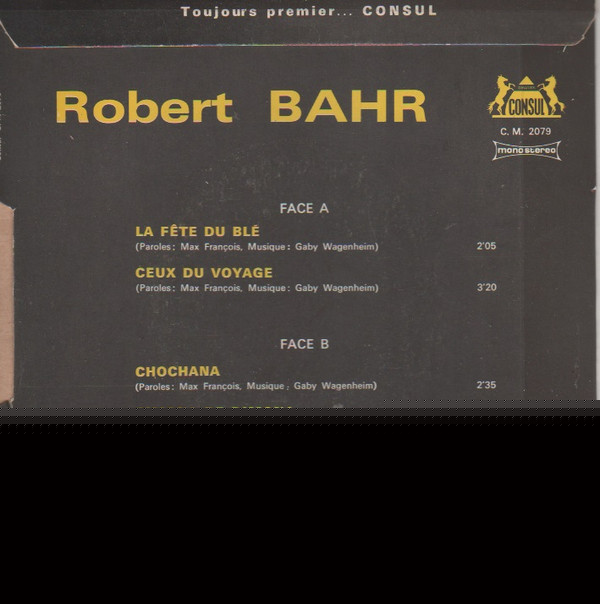 Toujours premier... CONSUL
Robert BAHR
CONSUL
C. M. 2079
mono stereo
FACE A
LA FÊTE DU BLÉ
(Paroles: Max François, Musique: Gaby Wagenheim) 2'05
CEUX DU VOYAGE
(Paroles: Max François, Musique: Gaby Wagenheim) 3'20
FACE B
CHOCHANA
(Paroles: Max François, Musique: Gaby Wagenheim) 2'35